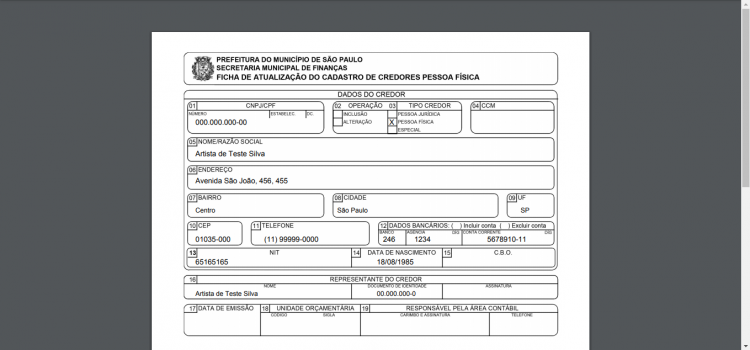 PREFEITURA DO MUNICÍPIO DE SÃO PAULO
SECRETARIA MUNICIPAL DE FINANÇAS
FICHA DE ATUALIZAÇÃO DO CADASTRO DE CREDORES PESSOA FÍSICA
DADOS DO CREDOR
01 CNPJ/CPF
NÚMERO ESTABELEC. DC.
000.000.000-00
02 OPERAÇÃO 03 TIPO CREDOR
INCLUSÃO PESSOA JURÍDICA
ALTERAÇÃO X PESSOA FÍSICA
ESPECIAL
04 CCM
05 NOME/RAZÃO SOCIAL
Artista de Teste Silva
06 ENDEREÇO
Avenida São João, 456, 455
07 BAIRRO 08 CIDADE 09 UF
Centro São Paulo SP
10 CEP 11 TELEFONE 12 DADOS BANCÁRIOS: ( ) Incluir conta ( ) Excluir conta
BANCO AGENCIA DIG CONTA CORRENTE DIG
01035-000 (11) 99999-0000 246 1234 5678910-11
13 NIT 14 DATA DE NASCIMENTO 15 C.B.O.
65165165 18/08/1985
16 REPRESENTANTE DO CREDOR
NOME DOCUMENTO DE IDENTIDADE ASSINATURA
Artista de Teste Silva 00.000.000-0
17 DATA DE EMISSÃO 18 UNIDADE ORÇAMENTÁRIA 19 RESPONSÁVEL PELA ÁREA CONTÁBIL
CODIGO SIGLA CARIMBO E ASSINATURA TELEFONE